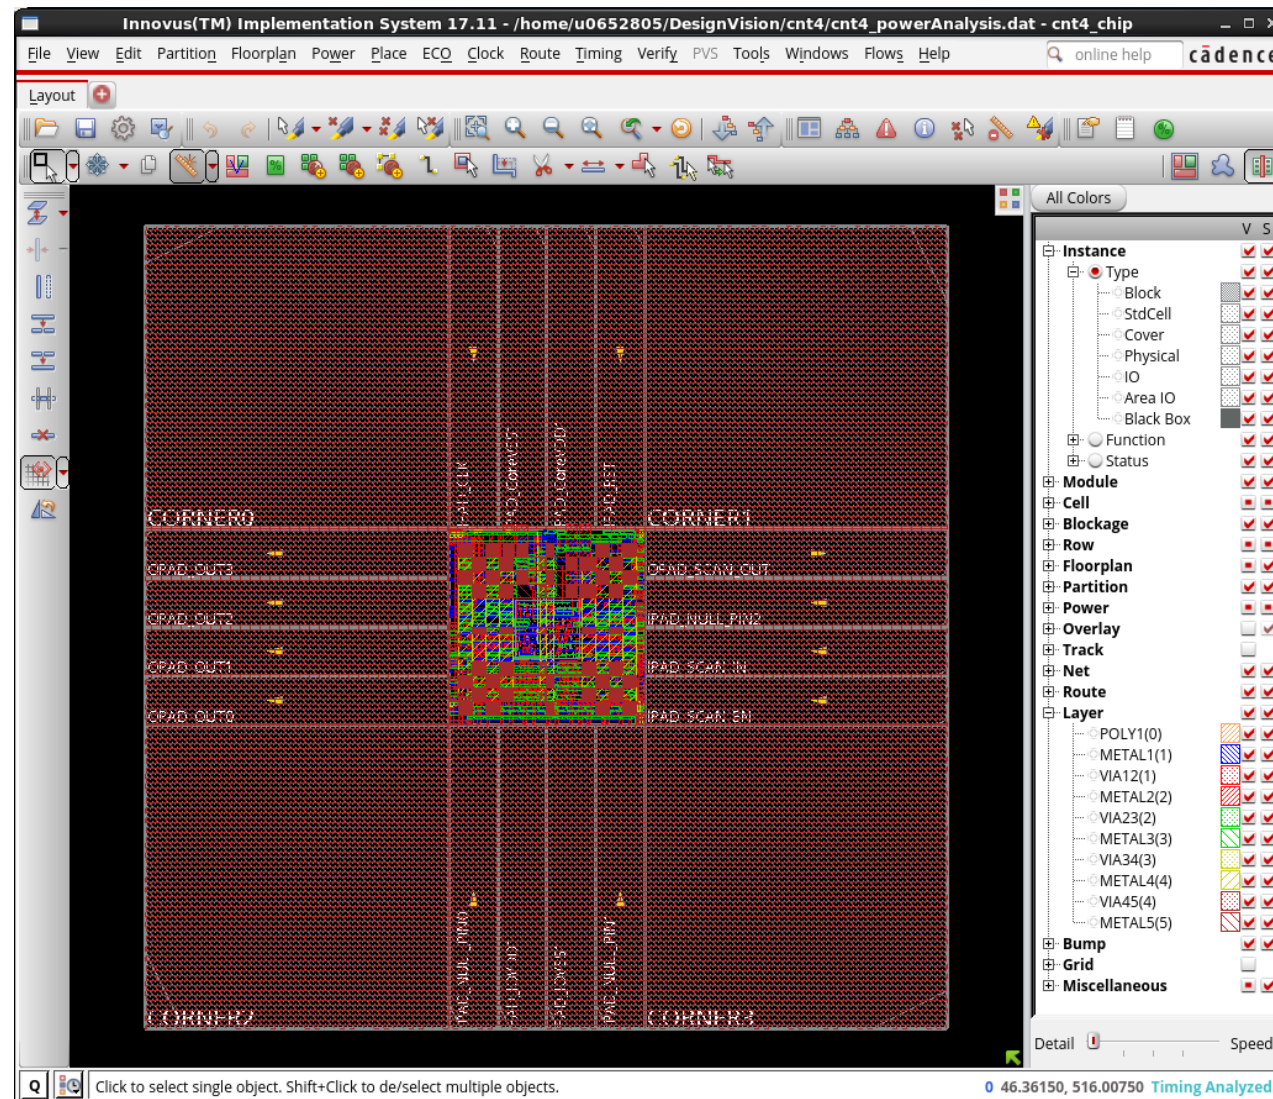 Innovus(TM) Implementation System 17.11 - /home/u0652805/DesignVision/cnt4/cnt4_powerAnalysis.dat - cnt4_chip
File View Edit Partition Floorplan Power Place ECO Clock Route Timing Verify PVS Tools Windows Flows Help online help cādence
Layout
All Colors
V S
Instance
Type
Block
StdCell
Cover
Physical
IO
Area IO
Black Box
Function
Status
Module
Cell
Blockage
Row
Floorplan
Partition
Power
Overlay
Track
Net
Route
Layer
POLY1(0)
METAL1(1)
VIA12(1)
METAL2(2)
VIA23(2)
METAL3(3)
VIA34(3)
METAL4(4)
VIA45(4)
METAL5(5)
Bump
Grid
Miscellaneous
Detail Speed
CORNER0
CORNER1
OPAD_OUT3
OPAD_SCAN_OUT
OPAD_OUT2
IPAD_NULL_PIN2
OPAD_OUT1
IPAD_SCAN_IN
OPAD_OUT0
IPAD_SCAN_EN
CORNER2
CORNER3
Q Click to select single object. Shift+Click to de/select multiple objects. 0 46.36150, 516.00750 Timing Analyzed